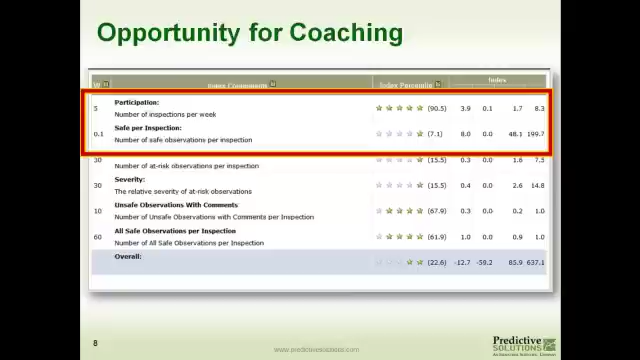 Opportunity for Coaching
W Index Components Index Percentile Index
5 Participation: Number of inspections per week (90.5) 3.9 0.1 1.7 8.3
0.1 Safe per Inspection: Number of safe observations per inspection (7.1) 8.0 0.0 48.1 199.7
30 Number of at-risk observations per inspection (15.5) 0.3 0.0 1.6 7.5
30 Severity: The relative severity of at-risk observations (15.5) 0.4 0.0 2.6 14.8
10 Unsafe Observations With Comments Number of Unsafe Observations with Comments per Inspection (67.9) 0.3 0.2 1.0
60 All Safe Observations per Inspection Number of All Safe Observations per Inspection (61.9) 1.0 0.0 0.9 1.0
Overall: (22.6) -12.7 -59.2 85.9 637.1
8
www.predictivesolutions.com
Predictive
SOLUTIONS